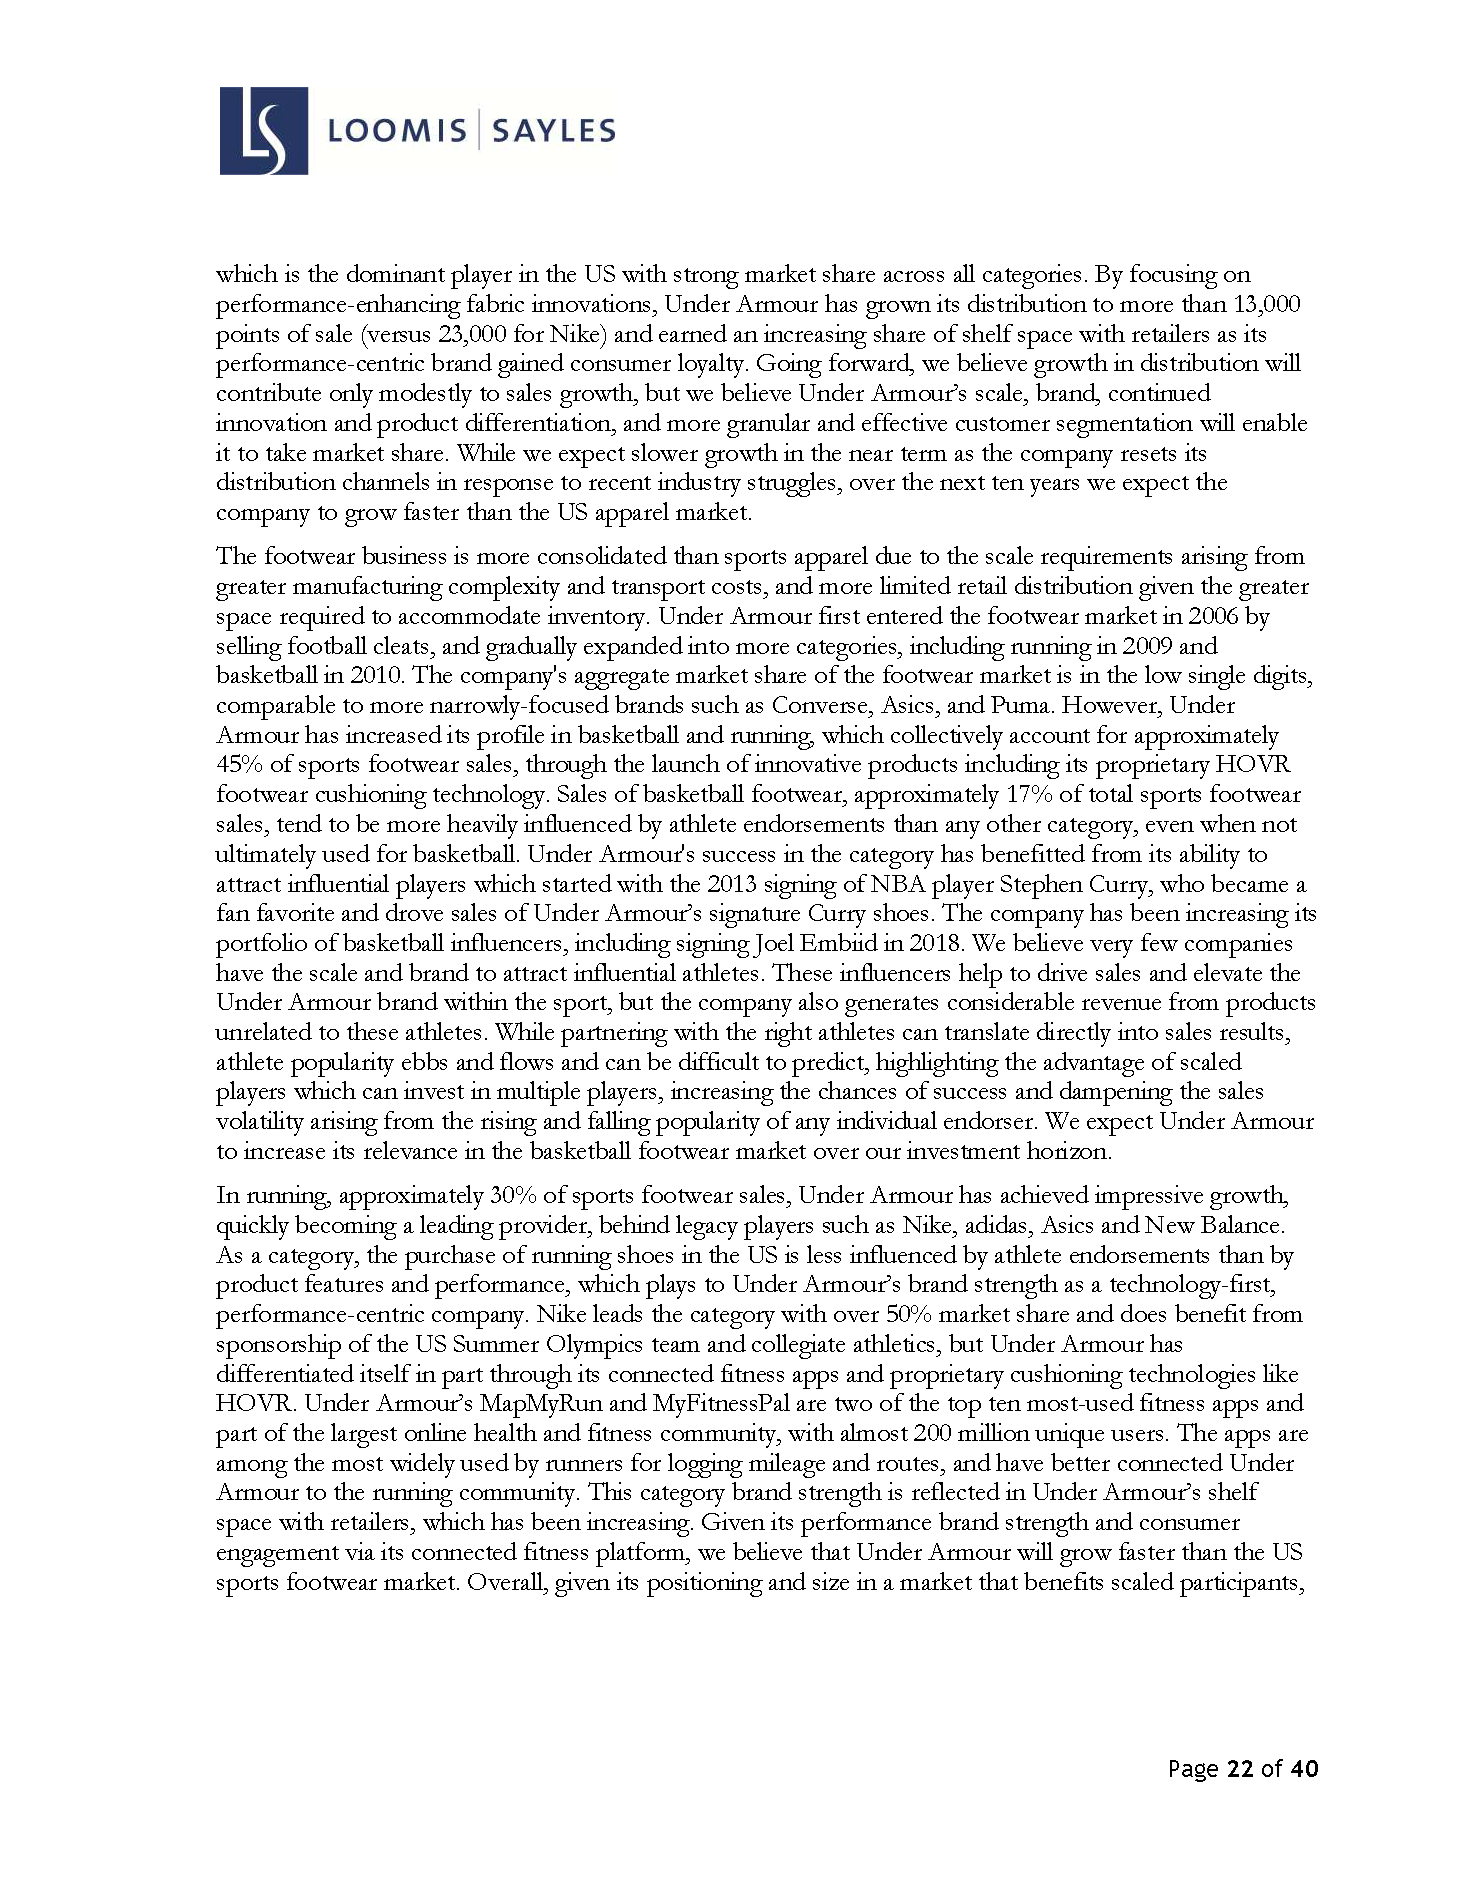 LS LOOMIS | SAYLES
which is the dominant player in the US with strong market share across all categories. By focusing on
performance-enhancing fabric innovations, Under Armour has grown its distribution to more than 13,000
points of sale (versus 23,000 for Nike) and earned an increasing share of shelf space with retailers as its
performance-centric brand gained consumer loyalty. Going forward, we believe growth in distribution will
contribute only modestly to sales growth, but we believe Under Armour’s scale, brand, continued
innovation and product differentiation, and more granular and effective customer segmentation will enable
it to take market share. While we expect slower growth in the near term as the company resets its
distribution channels in response to recent industry struggles, over the next ten years we expect the
company to grow faster than the US apparel market.
The footwear business is more consolidated than sports apparel due to the scale requirements arising from
greater manufacturing complexity and transport costs, and more limited retail distribution given the greater
space required to accommodate inventory. Under Armour first entered the footwear market in 2006 by
selling football cleats, and gradually expanded into more categories, including running in 2009 and
basketball in 2010. The company's aggregate market share of the footwear market is in the low single digits,
comparable to more narrowly-focused brands such as Converse, Asics, and Puma. However, Under
Armour has increased its profile in basketball and running, which collectively account for approximately
45% of sports footwear sales, through the launch of innovative products including its proprietary HOVR
footwear cushioning technology. Sales of basketball footwear, approximately 17% of total sports footwear
sales, tend to be more heavily influenced by athlete endorsements than any other category, even when not
ultimately used for basketball. Under Armour's success in the category has benefitted from its ability to
attract influential players which started with the 2013 signing of NBA player Stephen Curry, who became a
fan favorite and drove sales of Under Armour’s signature Curry shoes. The company has been increasing its
portfolio of basketball influencers, including signing Joel Embiid in 2018. We believe very few companies
have the scale and brand to attract influential athletes. These influencers help to drive sales and elevate the
Under Armour brand within the sport, but the company also generates considerable revenue from products
unrelated to these athletes. While partnering with the right athletes can translate directly into sales results,
athlete popularity ebbs and flows and can be difficult to predict, highlighting the advantage of scaled
players which can invest in multiple players, increasing the chances of success and dampening the sales
volatility arising from the rising and falling popularity of any individual endorser. We expect Under Armour
to increase its relevance in the basketball footwear market over our investment horizon.
In running, approximately 30% of sports footwear sales, Under Armour has achieved impressive growth,
quickly becoming a leading provider, behind legacy players such as Nike, adidas, Asics and New Balance.
As a category, the purchase of running shoes in the US is less influenced by athlete endorsements than by
product features and performance, which plays to Under Armour’s brand strength as a technology-first,
performance-centric company. Nike leads the category with over 50% market share and does benefit from
sponsorship of the US Summer Olympics team and collegiate athletics, but Under Armour has
differentiated itself in part through its connected fitness apps and proprietary cushioning technologies like
HOVR. Under Armour’s MapMyRun and MyFitnessPal are two of the top ten most-used fitness apps and
part of the largest online health and fitness community, with almost 200 million unique users. The apps are
among the most widely used by runners for logging mileage and routes, and have better connected Under
Armour to the running community. This category brand strength is reflected in Under Armour’s shelf
space with retailers, which has been increasing. Given its performance brand strength and consumer
engagement via its connected fitness platform, we believe that Under Armour will grow faster than the US
sports footwear market. Overall, given its positioning and size in a market that benefits scaled participants,
Page 22 of 40